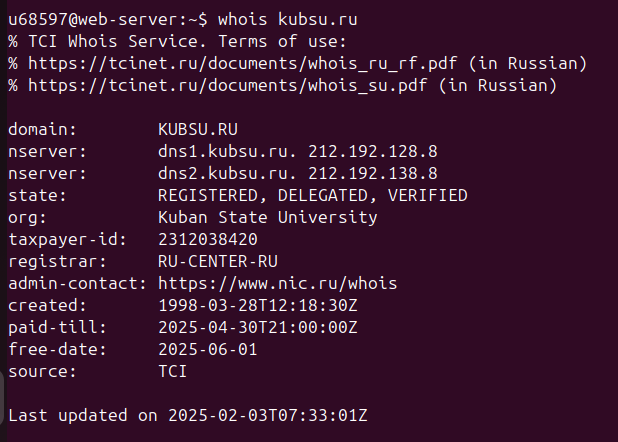 u68597@web-server:~$ whois kubsu.ru
% TCI Whois Service. Terms of use:
% https://tcinet.ru/documents/whois_ru_rf.pdf (in Russian)
% https://tcinet.ru/documents/whois_su.pdf (in Russian)

domain:        KUBSU.RU
nserver:       dns1.kubsu.ru. 212.192.128.8
nserver:       dns2.kubsu.ru. 212.192.138.8
state:         REGISTERED, DELEGATED, VERIFIED
org:           Kuban State University
taxpayer-id:   2312038420
registrar:     RU-CENTER-RU
admin-contact: https://www.nic.ru/whois
created:       1998-03-28T12:18:30Z
paid-till:     2025-04-30T21:00:00Z
free-date:     2025-06-01
source:        TCI

Last updated on 2025-02-03T07:33:01Z